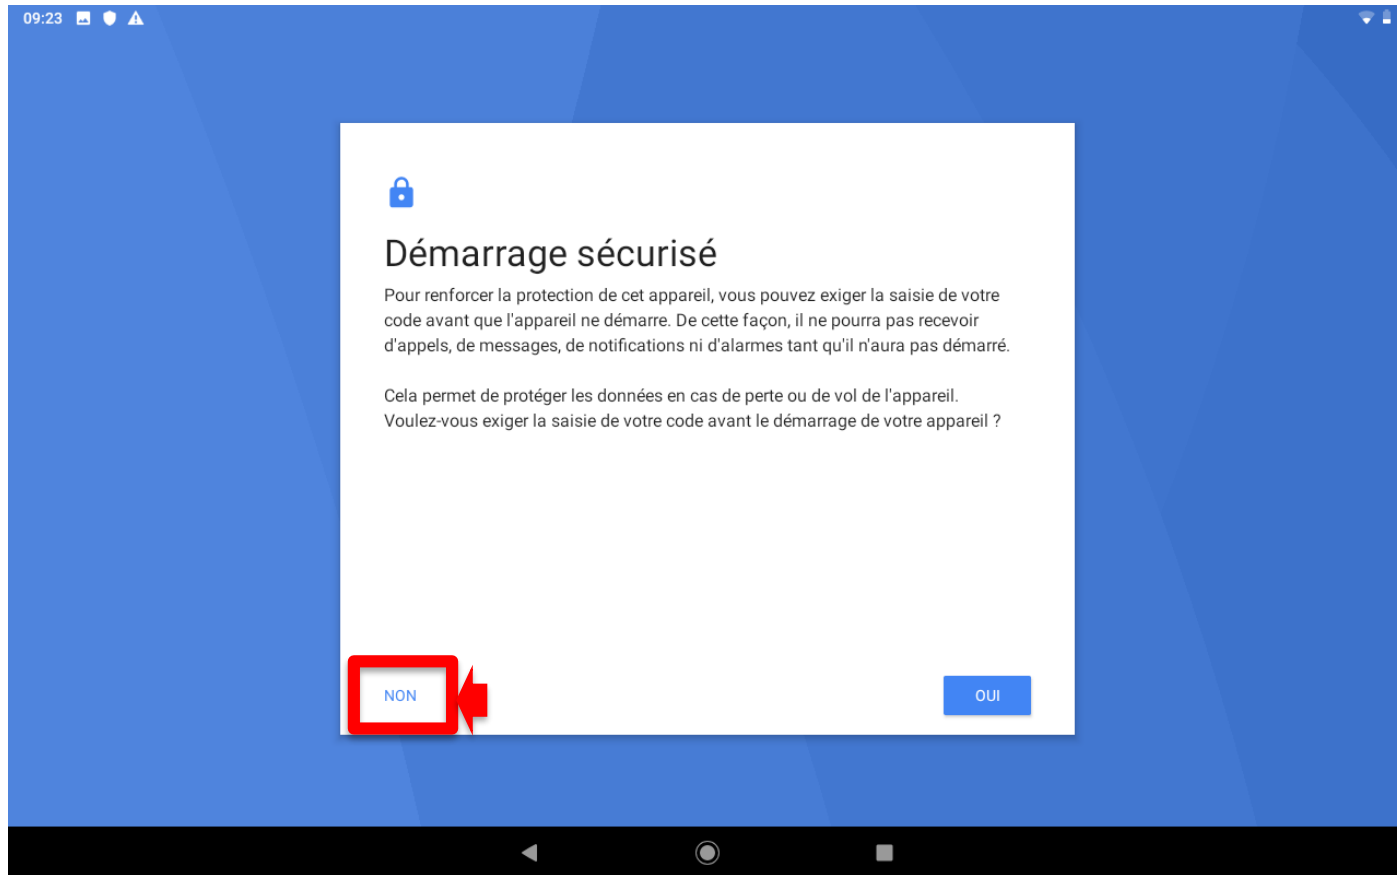 09:23
Démarrage sécurisé
Pour renforcer la protection de cet appareil, vous pouvez exiger la saisie de votre
code avant que l'appareil ne démarre. De cette façon, il ne pourra pas recevoir
d'appels, de messages, de notifications ni d'alarmes tant qu'il n'aura pas démarré.
Cela permet de protéger les données en cas de perte ou de vol de l'appareil.
Voulez-vous exiger la saisie de votre code avant le démarrage de votre appareil ?
NON
OUI